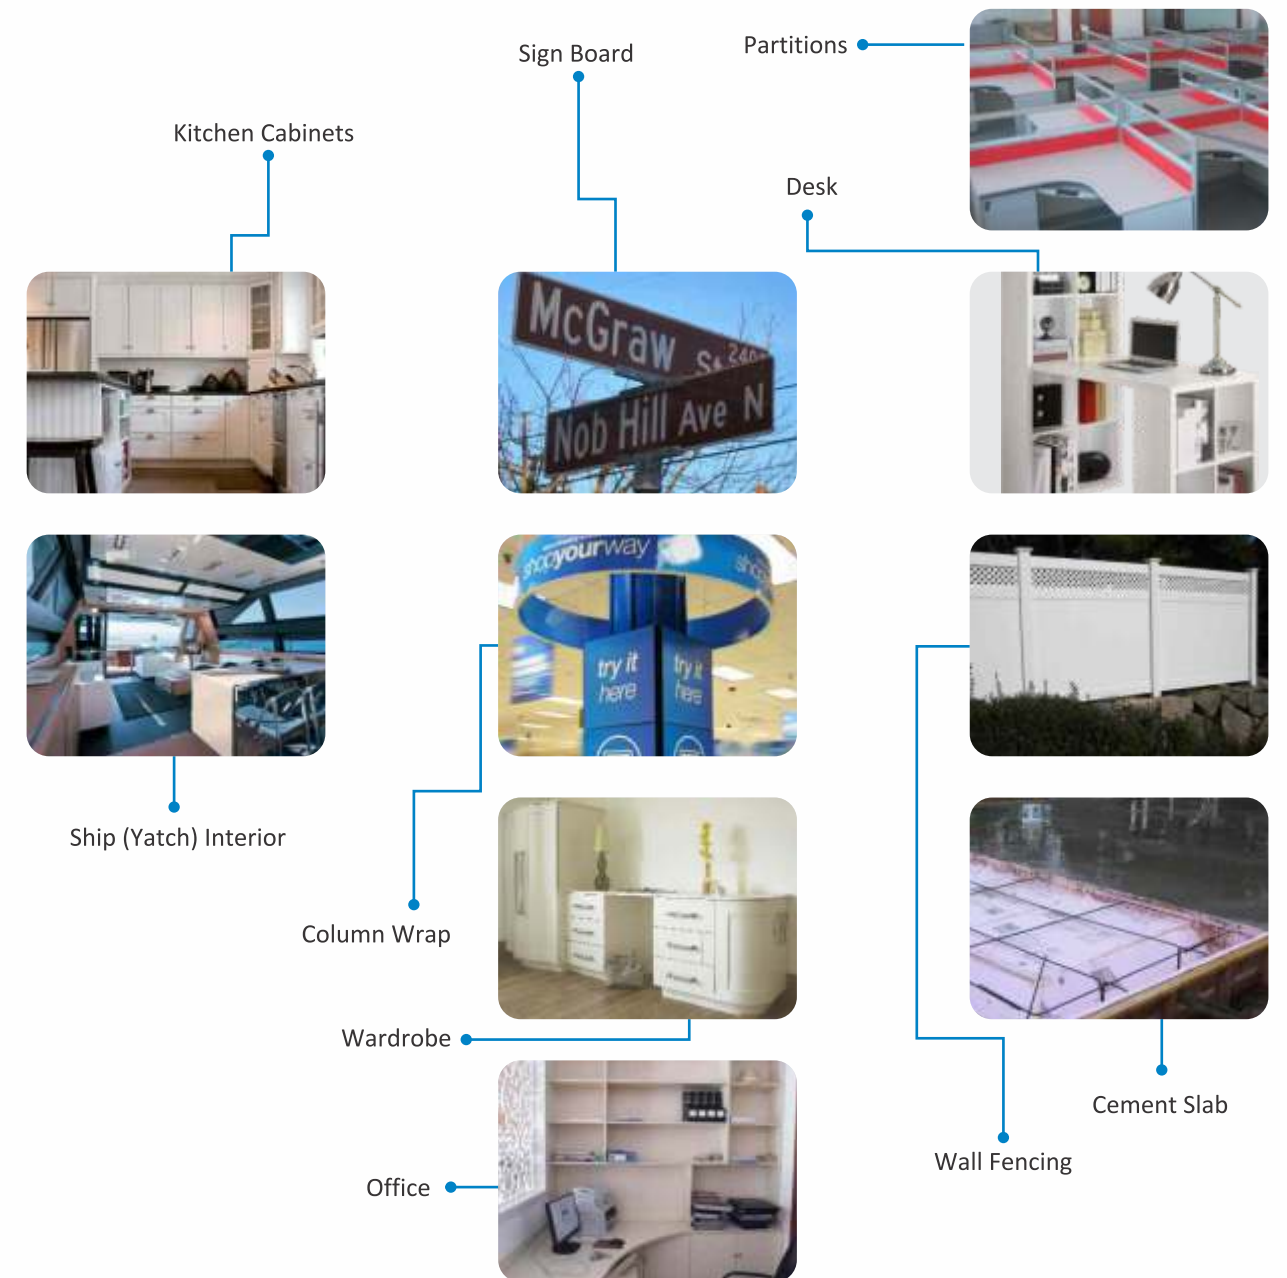 Partitions
Sign Board
Kitchen Cabinets
Desk
McGraw St
Nob Hill Ave N
shopyourway
shop
try it
here
try it
here
Ship (Yatch) Interior
Column Wrap
Wardrobe
Cement Slab
Wall Fencing
Office